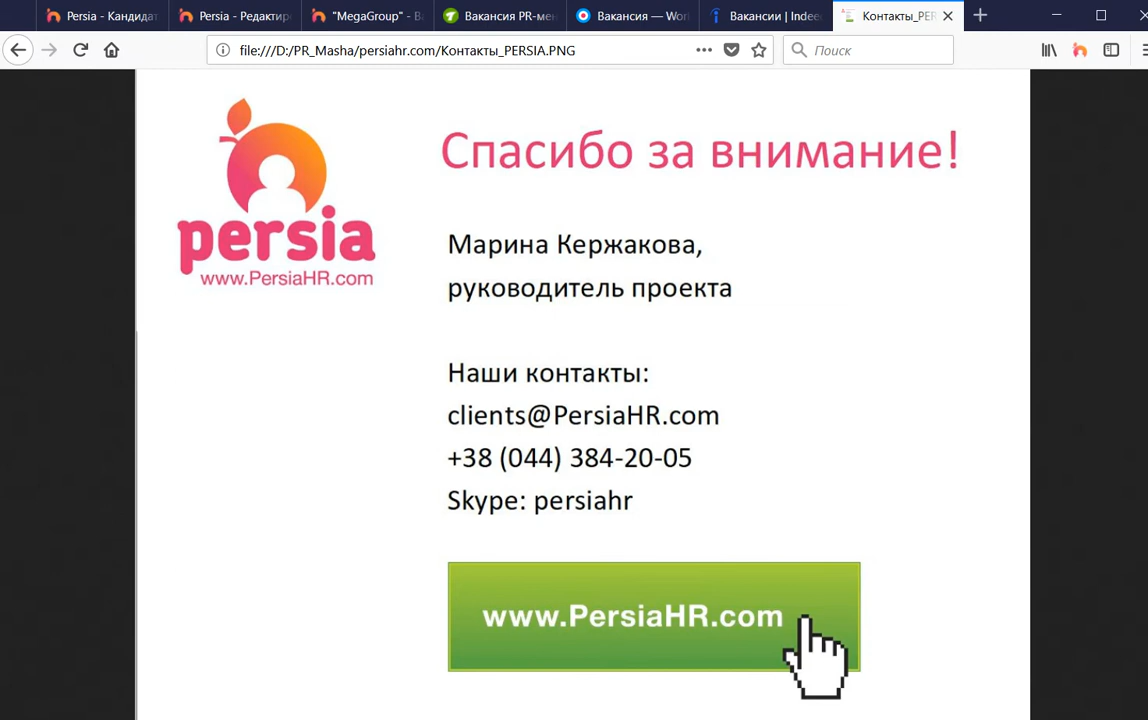 Persia - Кандидат
Persia - Редактир
"MegaGroup" - В
Вакансия PR-мен
Вакансия — Wor
Вакансии | Indee
Контакты_PER
file:///D:/PR_Masha/persiahr.com/Контакты_PERSIA.PNG
Поиск
persia
www.PersiaHR.com
Спасибо за внимание!
Марина Кержакова,
руководитель проекта
Наши контакты:
clients@PersiaHR.com
+38 (044) 384-20-05
Skype: persiahr
www.PersiaHR.com